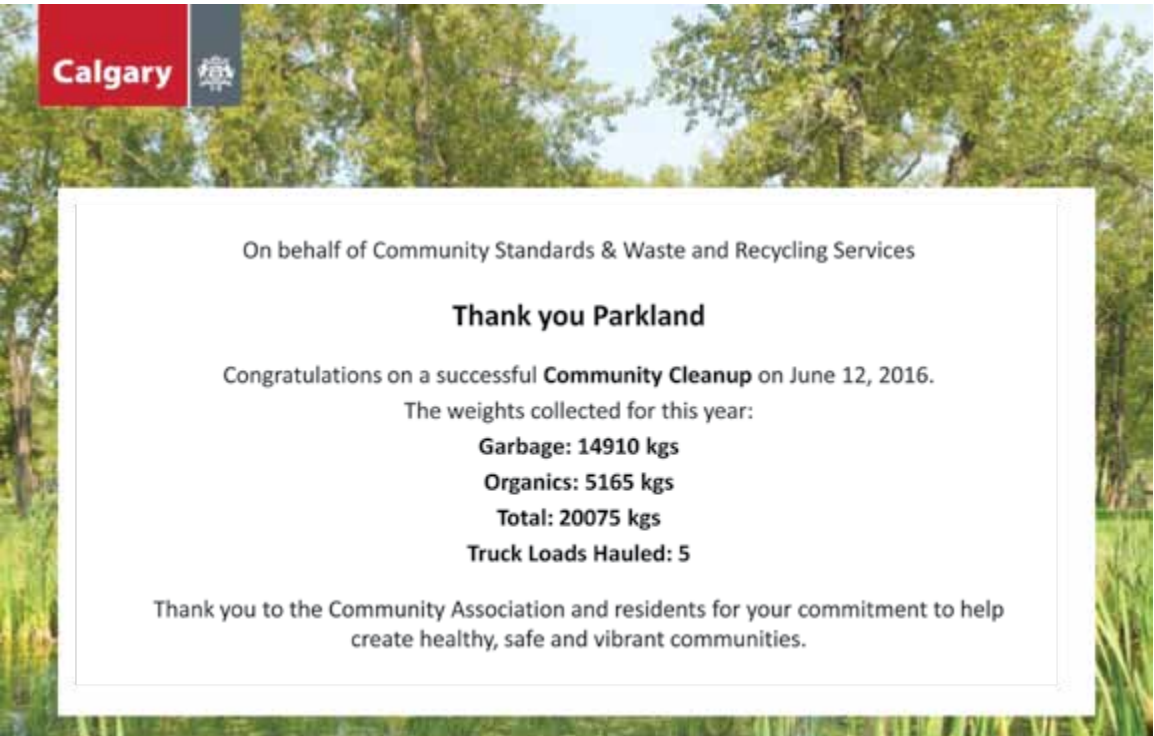 Calgary
On behalf of Community Standards & Waste and Recycling Services
Thank you Parkland
Congratulations on a successful Community Cleanup on June 12, 2016.
The weights collected for this year:
Garbage: 14910 kgs
Organics: 5165 kgs
Total: 20075 kgs
Truck Loads Hauled: 5
Thank you to the Community Association and residents for your commitment to help
create healthy, safe and vibrant communities.